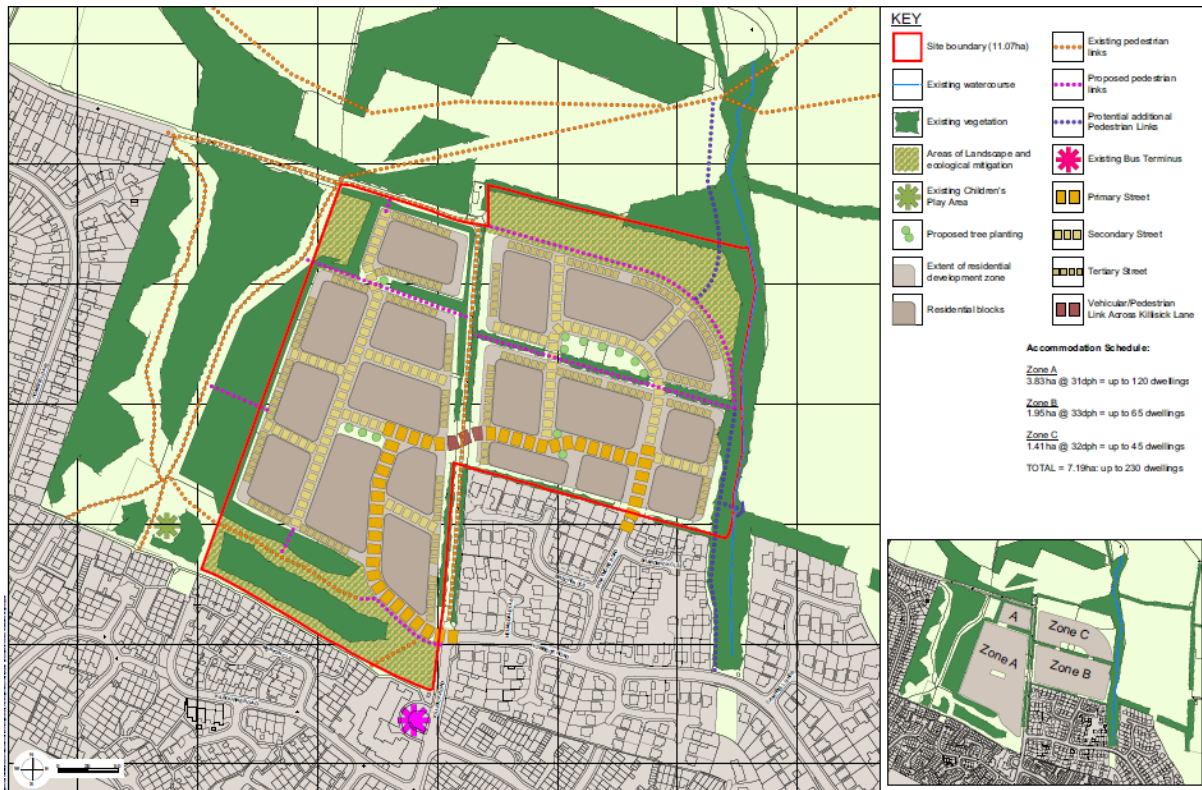 KEY
Site boundary (11.07ha)
Existing watercourse
Existing vegetation
Areas of Landscape and
ecological mitigation
Existing Children's
Play Area
Proposed tree planting
Extent of residential
development zone
Residential blocks
Existing pedestrian
links
Proposed pedestrian
links
Protential additional
Pedestrian Links
Existing Bus Terminus
Primary Street
Secondary Street
Tertiary Street
Vehicular/Pedestrian
Link Across Killisick Lane
Accommodation Schedule:
Zone A
3.83ha @ 31dph = up to 120 dwellings
Zone B
1.95ha @ 33dph = up to 65 dwellings
Zone C
1.41ha @ 32dph = up to 45 dwellings
TOTAL = 7.19ha: up to 230 dwellings
A
Zone C
Zone A
Zone B